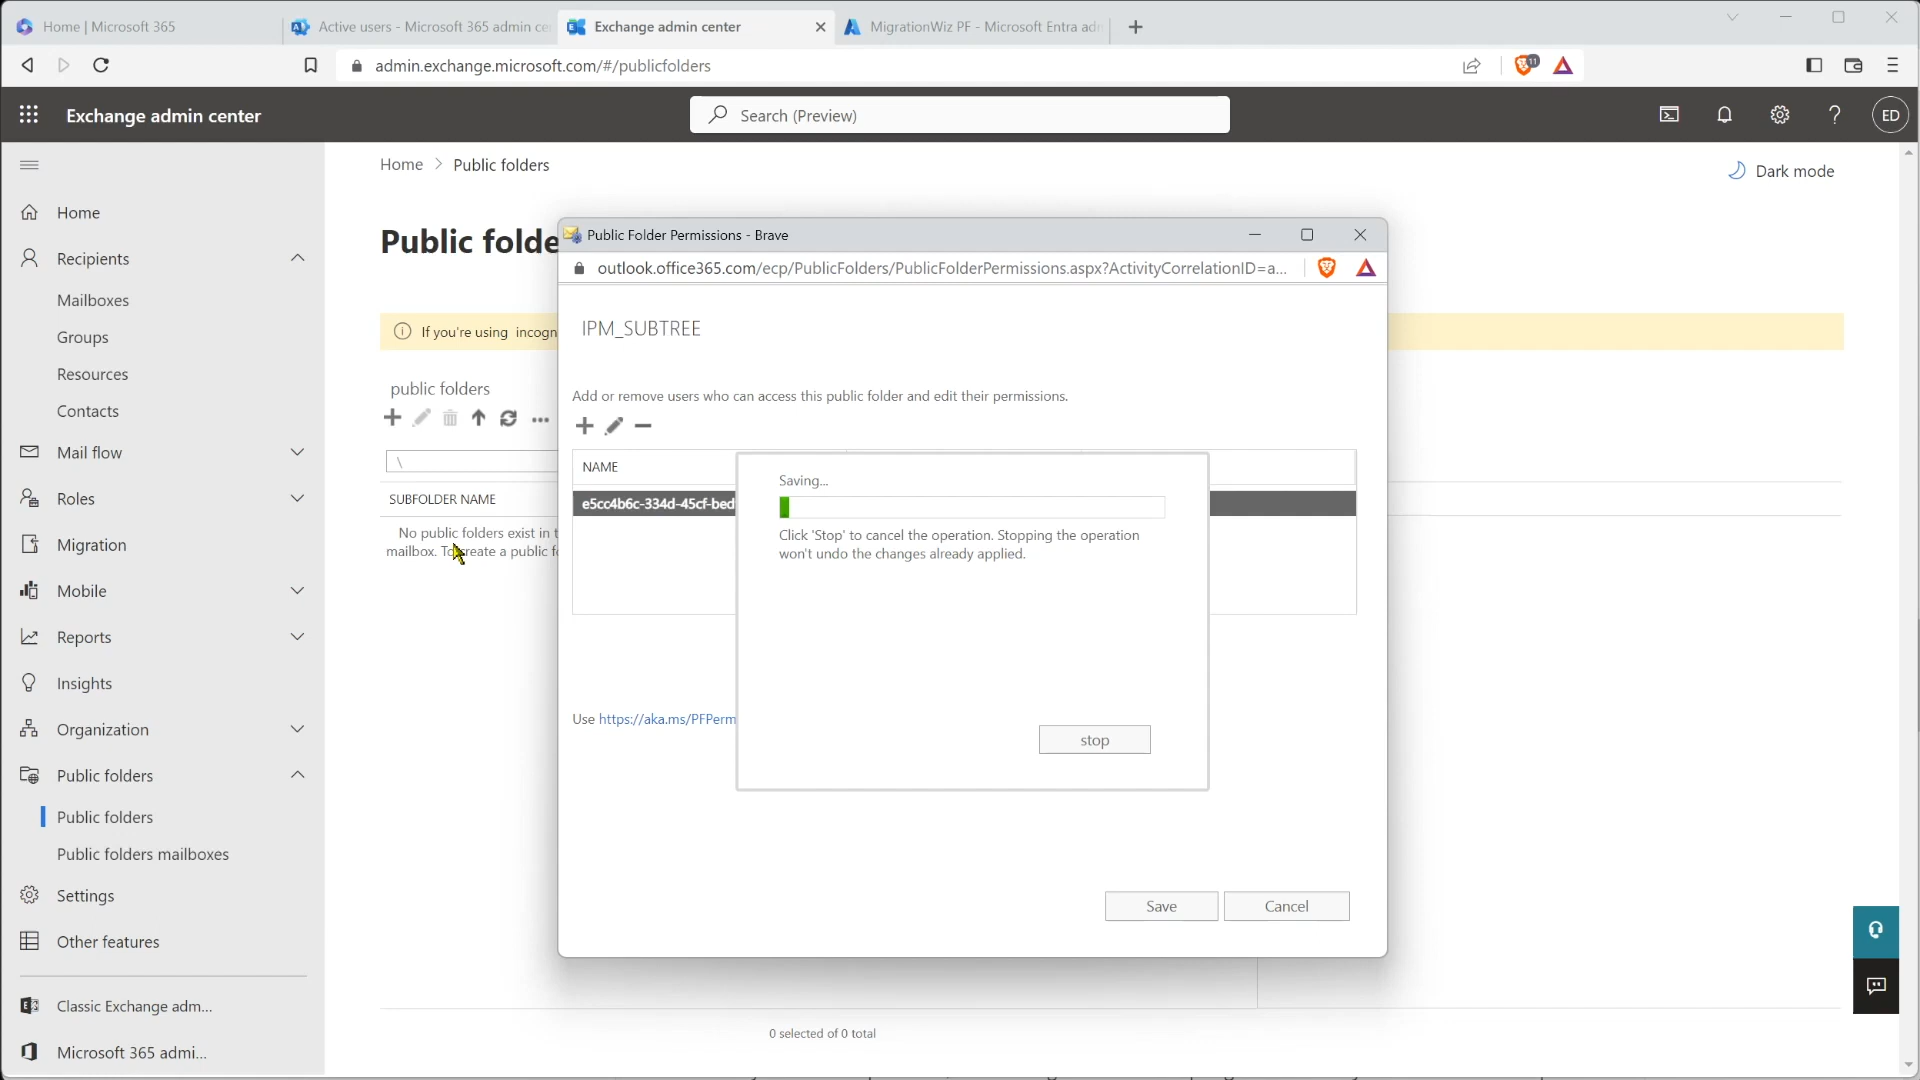 Home | Microsoft 365
Active users - Microsoft 365 admin ce
Exchange admin center
MigrationWiz PF - Microsoft Entra adm
admin.exchange.microsoft.com/#/publicfolders
11
Exchange admin center
Search (Preview)
ED
Home > Public folders
Dark mode
Home
Recipients
Mailboxes
Groups
Resources
Contacts
Mail flow
Roles
Migration
Mobile
Reports
Insights
Organization
Public folders
Public folders
Public folders mailboxes
Settings
Other features
Classic Exchange adm...
Microsoft 365 admi...
Public folde
If you're using incogn
public folders
\
SUBFOLDER NAME
No public folders exist in t
mailbox. To create a public f
0 selected of 0 total
Public Folder Permissions - Brave
outlook.office365.com/ecp/PublicFolders/PublicFolderPermissions.aspx?ActivityCorrelationID=a...
IPM_SUBTREE
Add or remove users who can access this public folder and edit their permissions.
NAME
e5cc4b6c-334d-45cf-bed
Use https://aka.ms/PFPerm
Saving...
Click 'Stop' to cancel the operation. Stopping the operation
won't undo the changes already applied.
stop
Save
Cancel